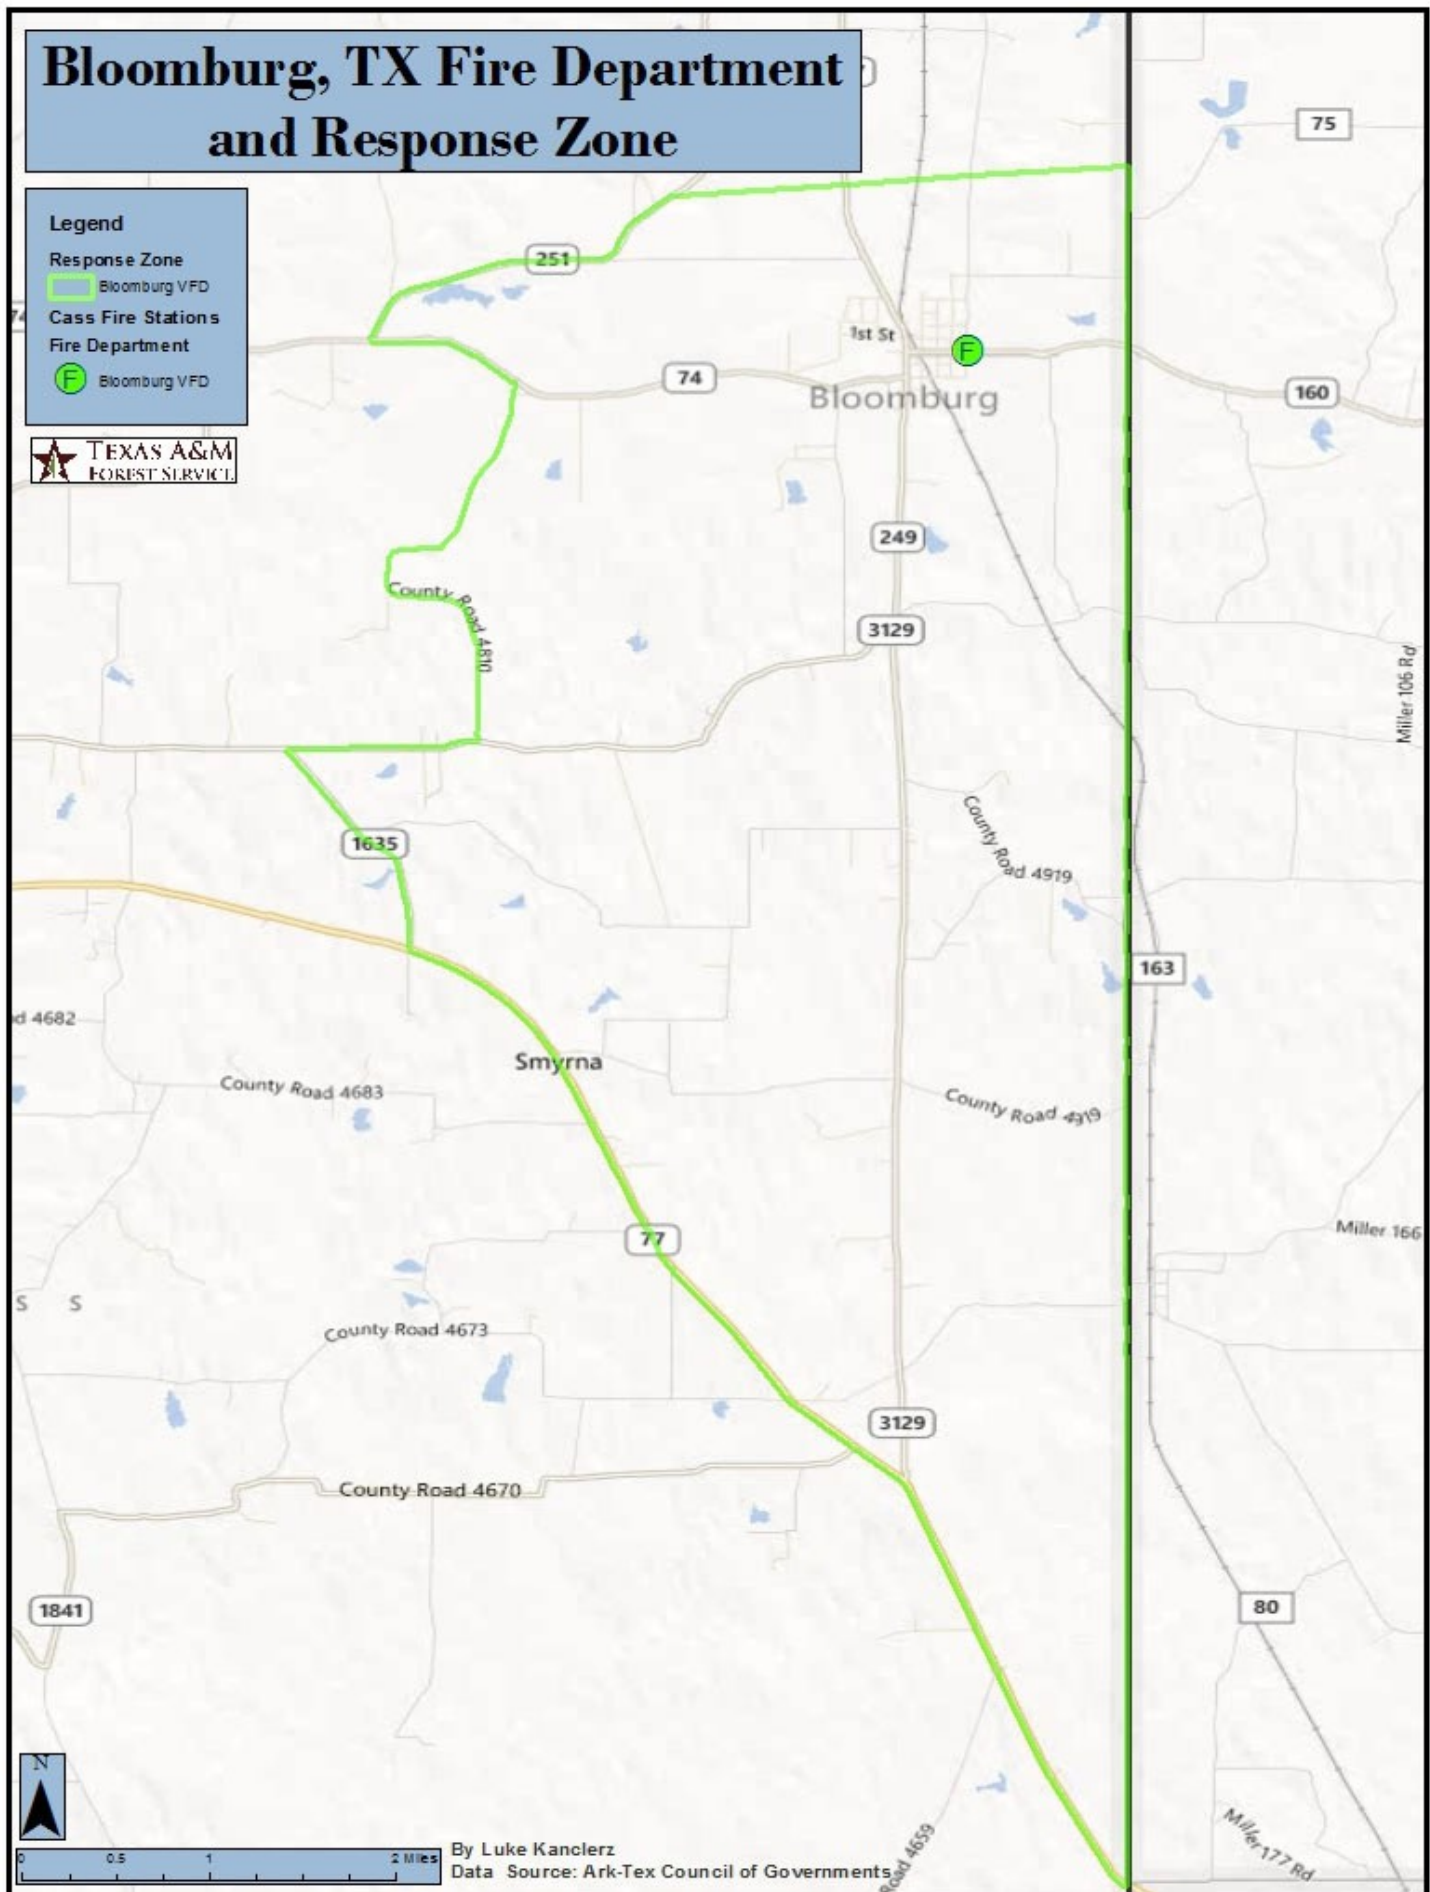 Bloomburg, TX Fire Department
and Response Zone
Legend
Response Zone
Bloomburg VFD
Cass Fire Stations
Fire Department
F Bloomburg VFD
TEXAS A&M
FOREST SERVICE
75
251
1st St
F
74
Bloomburg
160
249
County Road 4810
3129
Miller 106 Rd
County Road 4919
1635
163
4682
Smyrna
County Road 4683
County Road 4919
77
Miller 166
S S
County Road 4673
3129
County Road 4670
1841
80
N
Miller 177 Rd
Road 4659
0 0.5 1 2 Miles
By Luke Kanclerz
Data Source: Ark-Tex Council of Governments